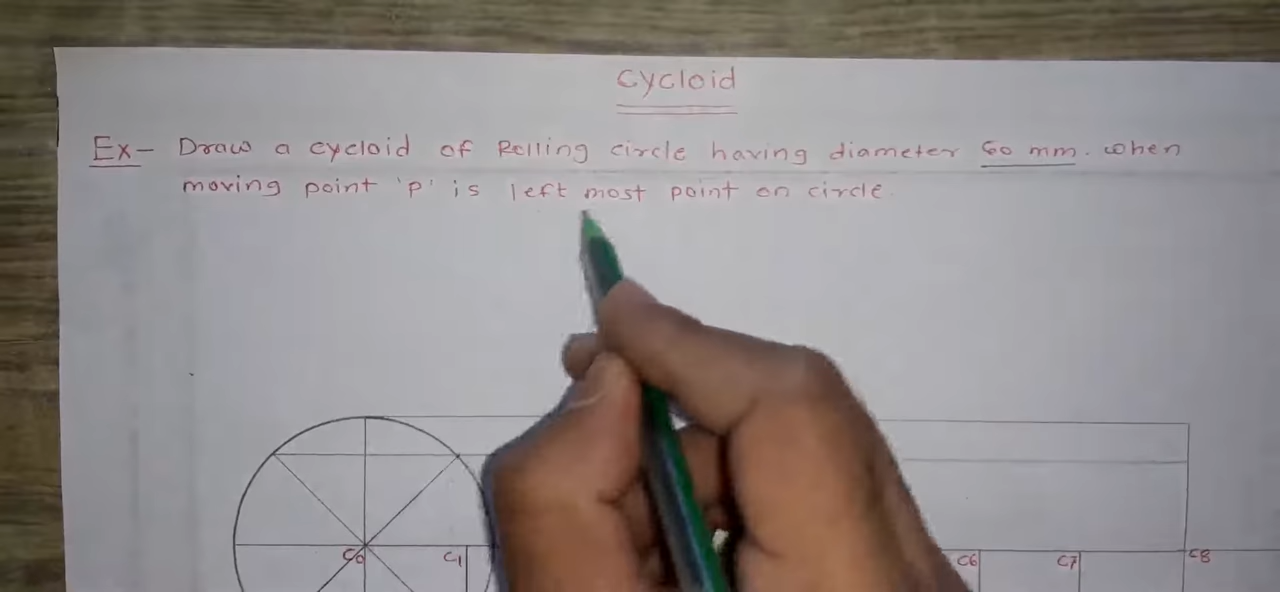 Cycloid
Ex- Draw a cycloid of Rolling circle having diameter 60 mm. when
moving point 'p' is left most point on circle.
C0 C1 C6 C7 C8